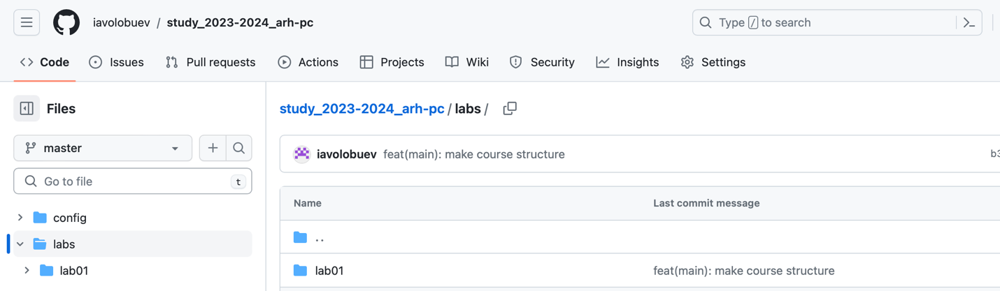 iavolobuev / study_2023-2024_arh-pc
Type / to search
Code Issues Pull requests Actions Projects Wiki Security Insights Settings
Files
master
Go to file t
config
labs
lab01
study_2023-2024_arh-pc / labs /
iavolobuev feat(main): make course structure
Name Last commit message
..
lab01 feat(main): make course structure